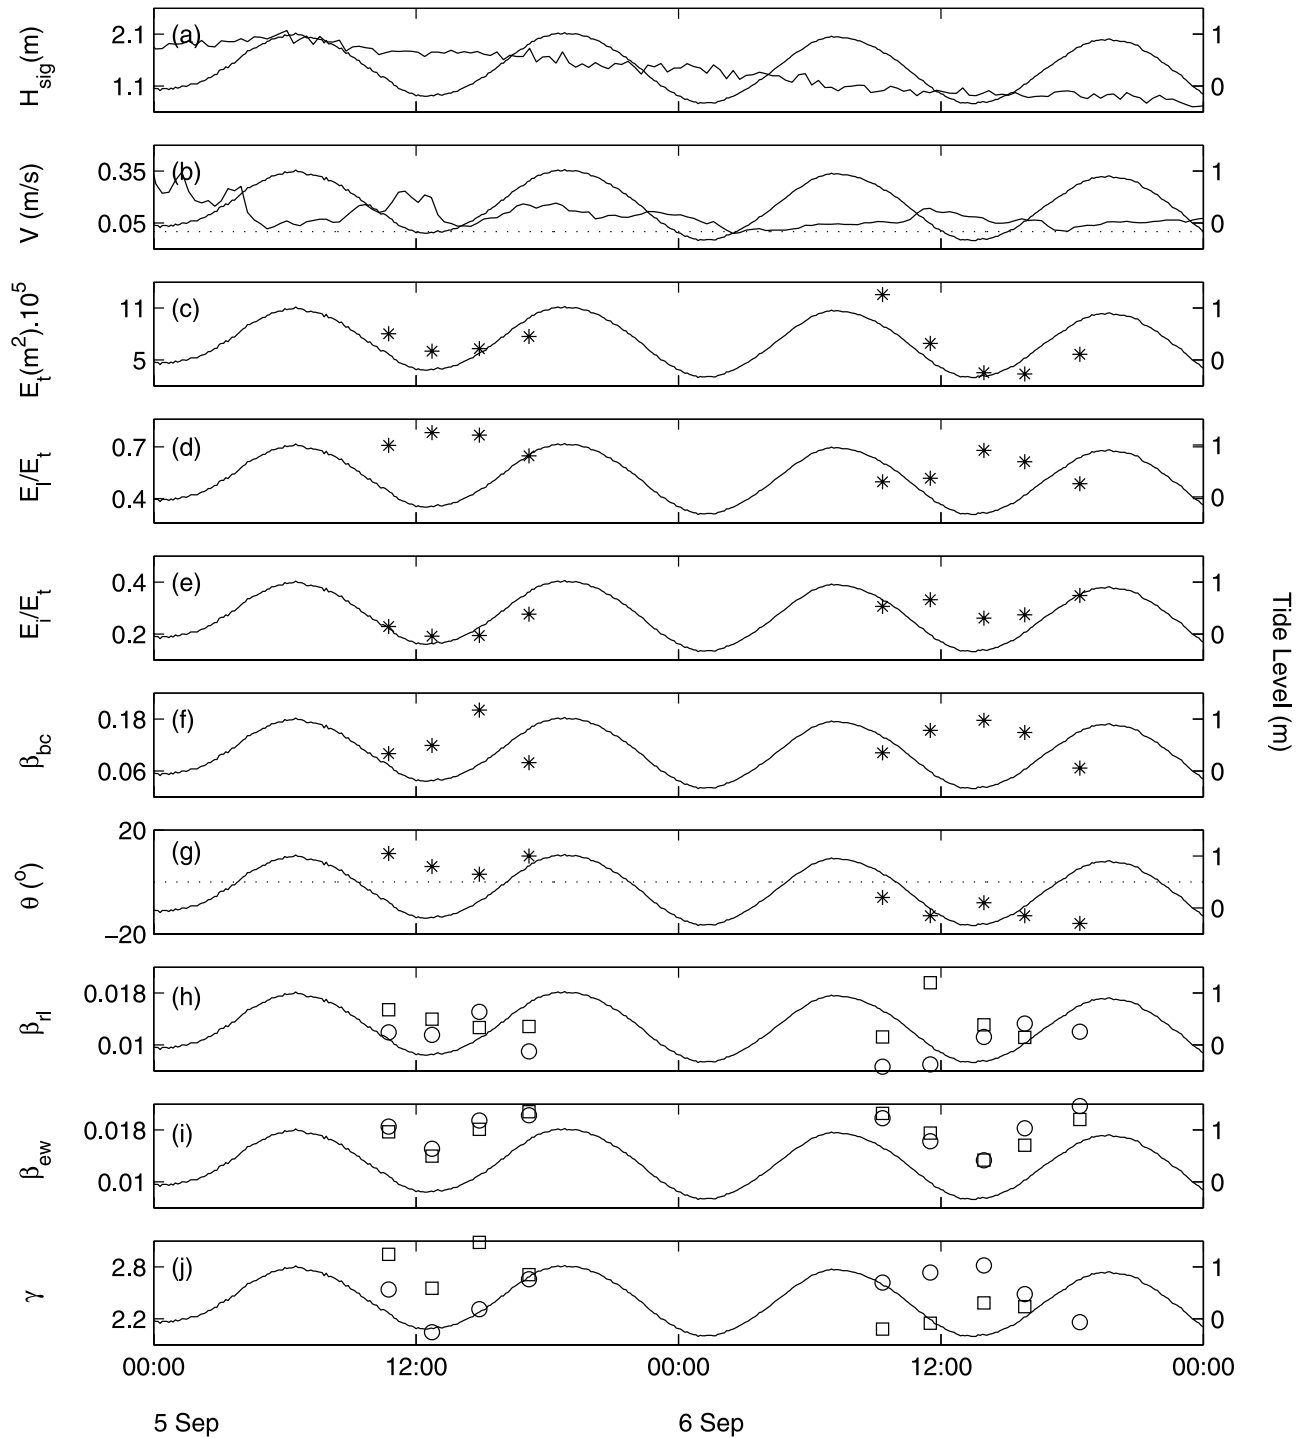 (a)
H_sig(m)
2.1
1.1
1
0
(b)
V (m/s)
0.35
0.05
1
0
(c)
E_t(m²).10⁵
11
5
1
0
(d)
E_l/E_t
0.7
0.4
1
0
(e)
E_i/E_t
0.4
0.2
1
0
(f)
β_bc
0.18
0.06
1
0
(g)
θ (°)
20
−20
1
0
(h)
β_rl
0.018
0.01
1
0
(i)
β_ew
0.018
0.01
1
0
(j)
γ
2.8
2.2
1
0
Tide Level (m)
00:00 12:00 00:00 12:00 00:00
5 Sep 6 Sep